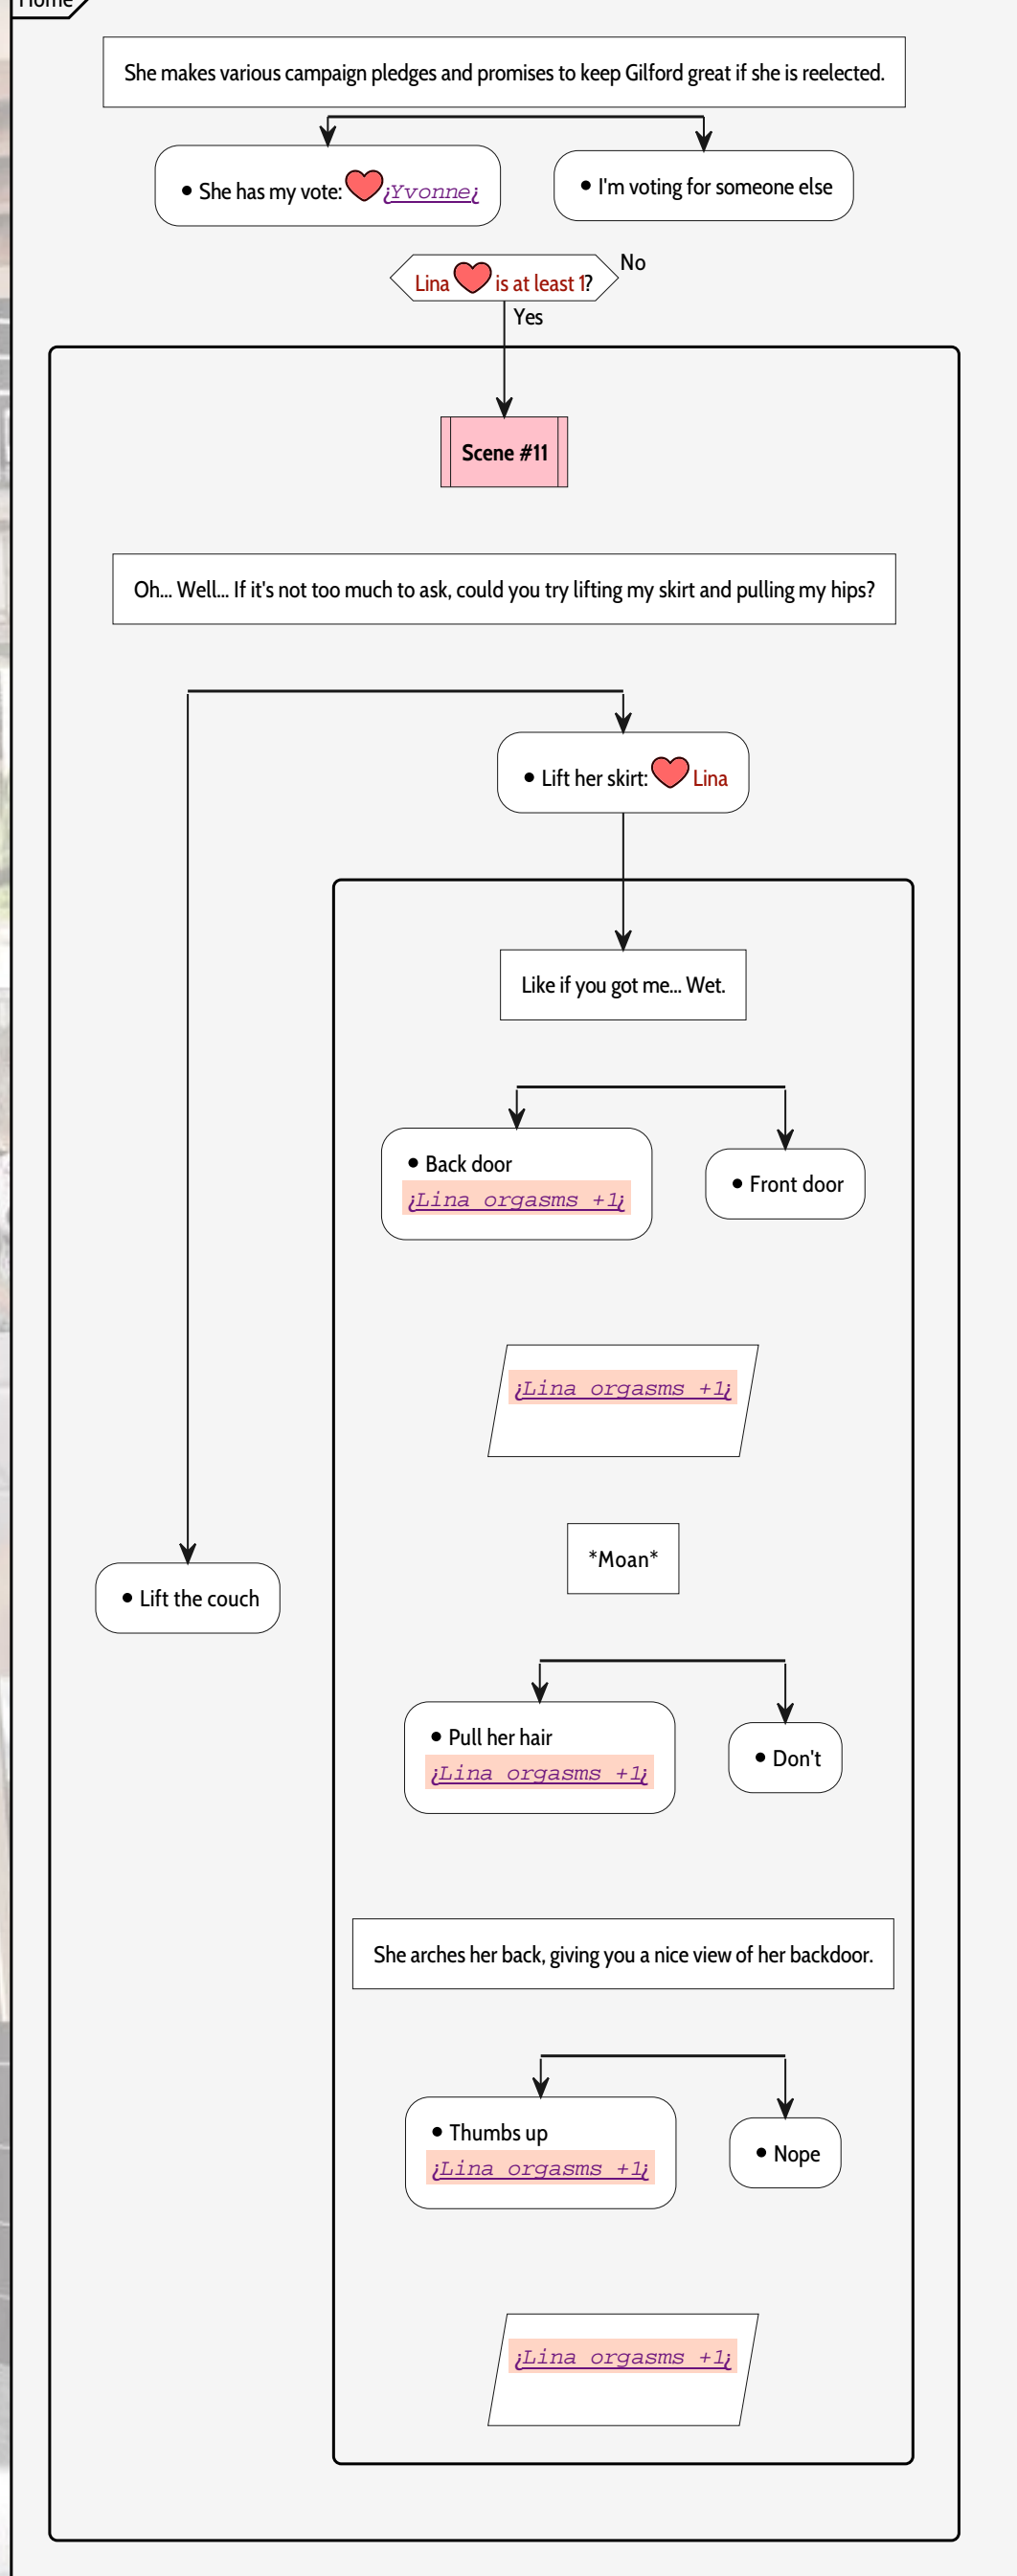 Home
She makes various campaign pledges and promises to keep Gilford great if she is reelected.
• She has my vote: ¿Yvonne¿
• I'm voting for someone else
Lina is at least 1?
No
Yes
Scene #11
Oh... Well... If it's not too much to ask, could you try lifting my skirt and pulling my hips?
• Lift her skirt: Lina
Like if you got me... Wet.
• Back door
¿Lina orgasms +1¿
• Front door
¿Lina orgasms +1¿
*Moan*
• Lift the couch
• Pull her hair
¿Lina orgasms +1¿
• Don't
She arches her back, giving you a nice view of her backdoor.
• Thumbs up
¿Lina orgasms +1¿
• Nope
¿Lina orgasms +1¿